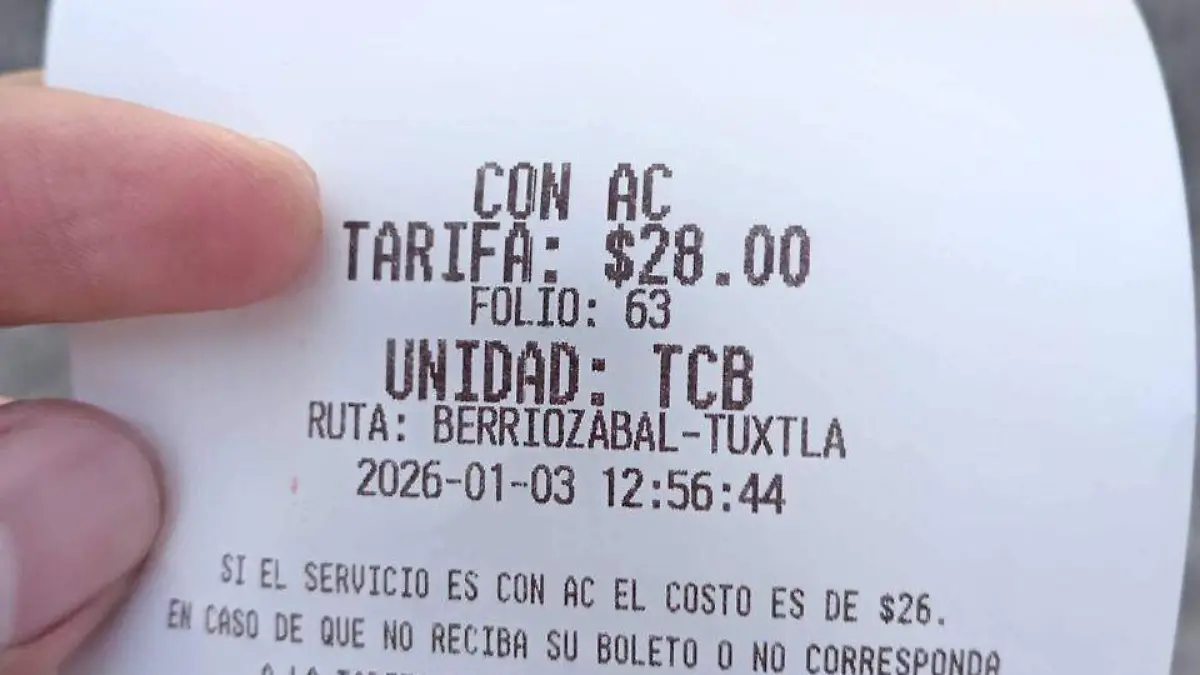 CON AC
TARIFA: $28.00
FOLIO: 63
UNIDAD: TCB
RUTA: BERRIOZÁBAL-TUXTLA
2026-01-03 12:56:44
SI EL SERVICIO ES CON AC EL COSTO ES DE $26.
EN CASO DE QUE NO RECIBA SU BOLETO O NO CORRESPONDA
A LA